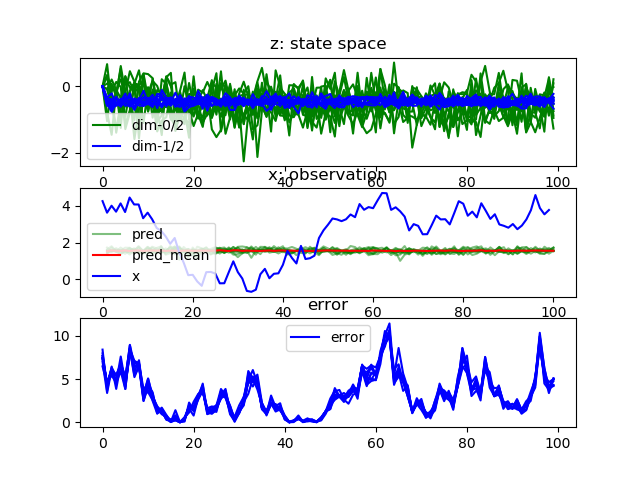 z: state space
0
−2
dim-0/2
dim-1/2
0 20 40 60 80 100
x: observation
4
2
0
pred
pred_mean
x
0 20 40 60 80 100
error
10
5
0
error
0 20 40 60 80 100